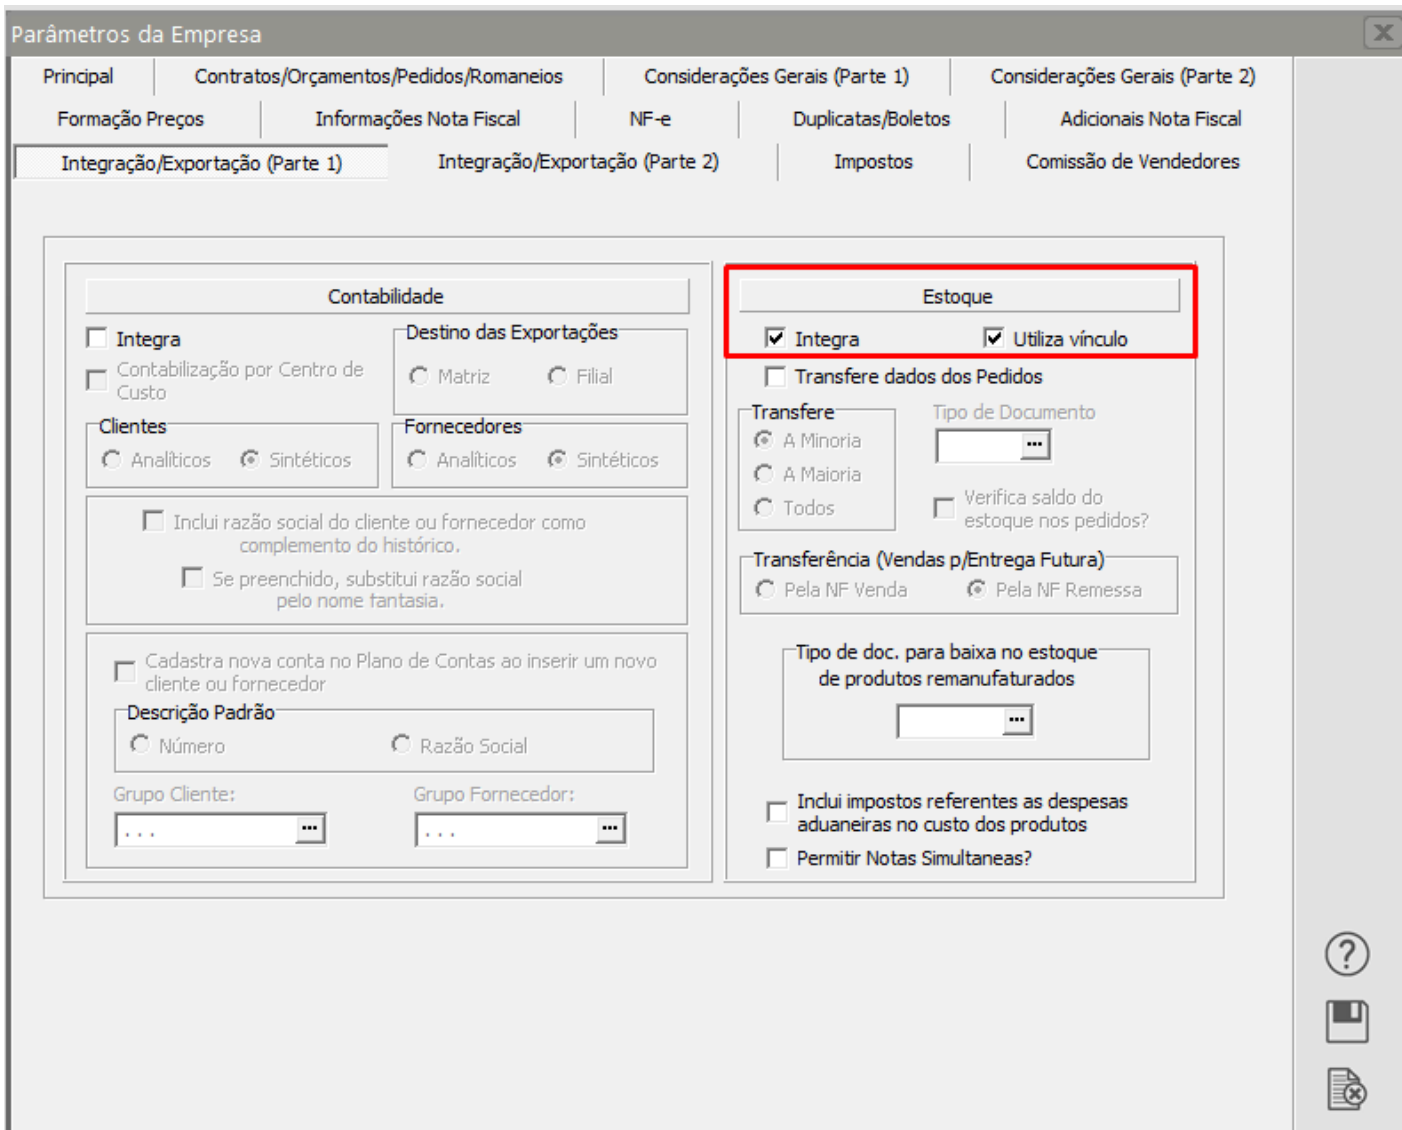 Parâmetros da Empresa
Principal
Contratos/Orçamentos/Pedidos/Romaneios
Considerações Gerais (Parte 1)
Considerações Gerais (Parte 2)
Formação Preços
Informações Nota Fiscal
NF-e
Duplicatas/Boletos
Adicionais Nota Fiscal
Integração/Exportação (Parte 1)
Integração/Exportação (Parte 2)
Impostos
Comissão de Vendedores
Contabilidade
Integra
Contabilização por Centro de
Custo
Destino das Exportações
Matriz
Filial
Clientes
Analíticos
Sintéticos
Fornecedores
Analíticos
Sintéticos
Inclui razão social do cliente ou fornecedor como
complemento do histórico.
Se preenchido, substitui razão social
pelo nome fantasia.
Cadastra nova conta no Plano de Contas ao inserir um novo
cliente ou fornecedor
Descrição Padrão
Número
Razão Social
Grupo Cliente:
Grupo Fornecedor:
. . .
. . .
Estoque
Integra
Utiliza vínculo
Transfere dados dos Pedidos
Transfere
A Minoria
A Maioria
Todos
Tipo de Documento
Verifica saldo do
estoque nos pedidos?
Transferência (Vendas p/Entrega Futura)
Pela NF Venda
Pela NF Remessa
Tipo de doc. para baixa no estoque
de produtos remanufaturados
Inclui impostos referentes as despesas
aduaneiras no custo dos produtos
Permitir Notas Simultaneas?